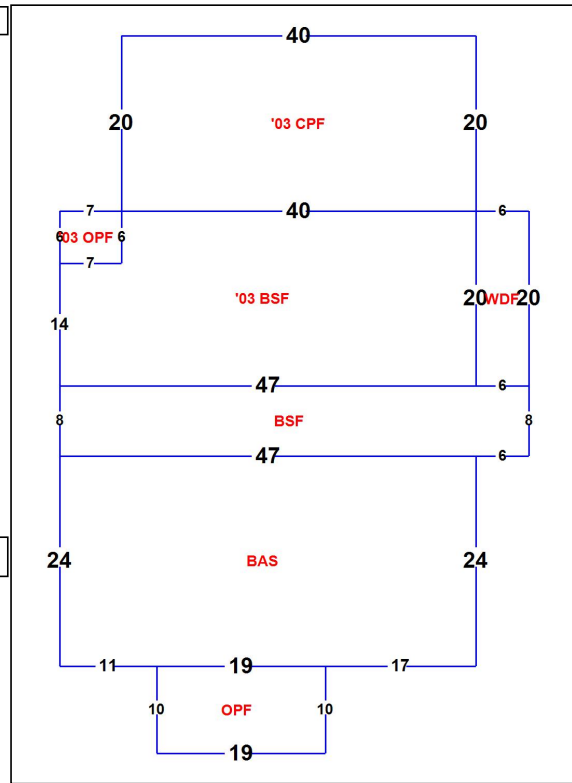 40
20 '03 CPF 20
7 40 6
6 '03 OPF 6
7
14 '03 BSF 20 WDF 20
47 6
8 BSF 8
47 6
24 BAS 24
11 19 17
10 OPF 10
19